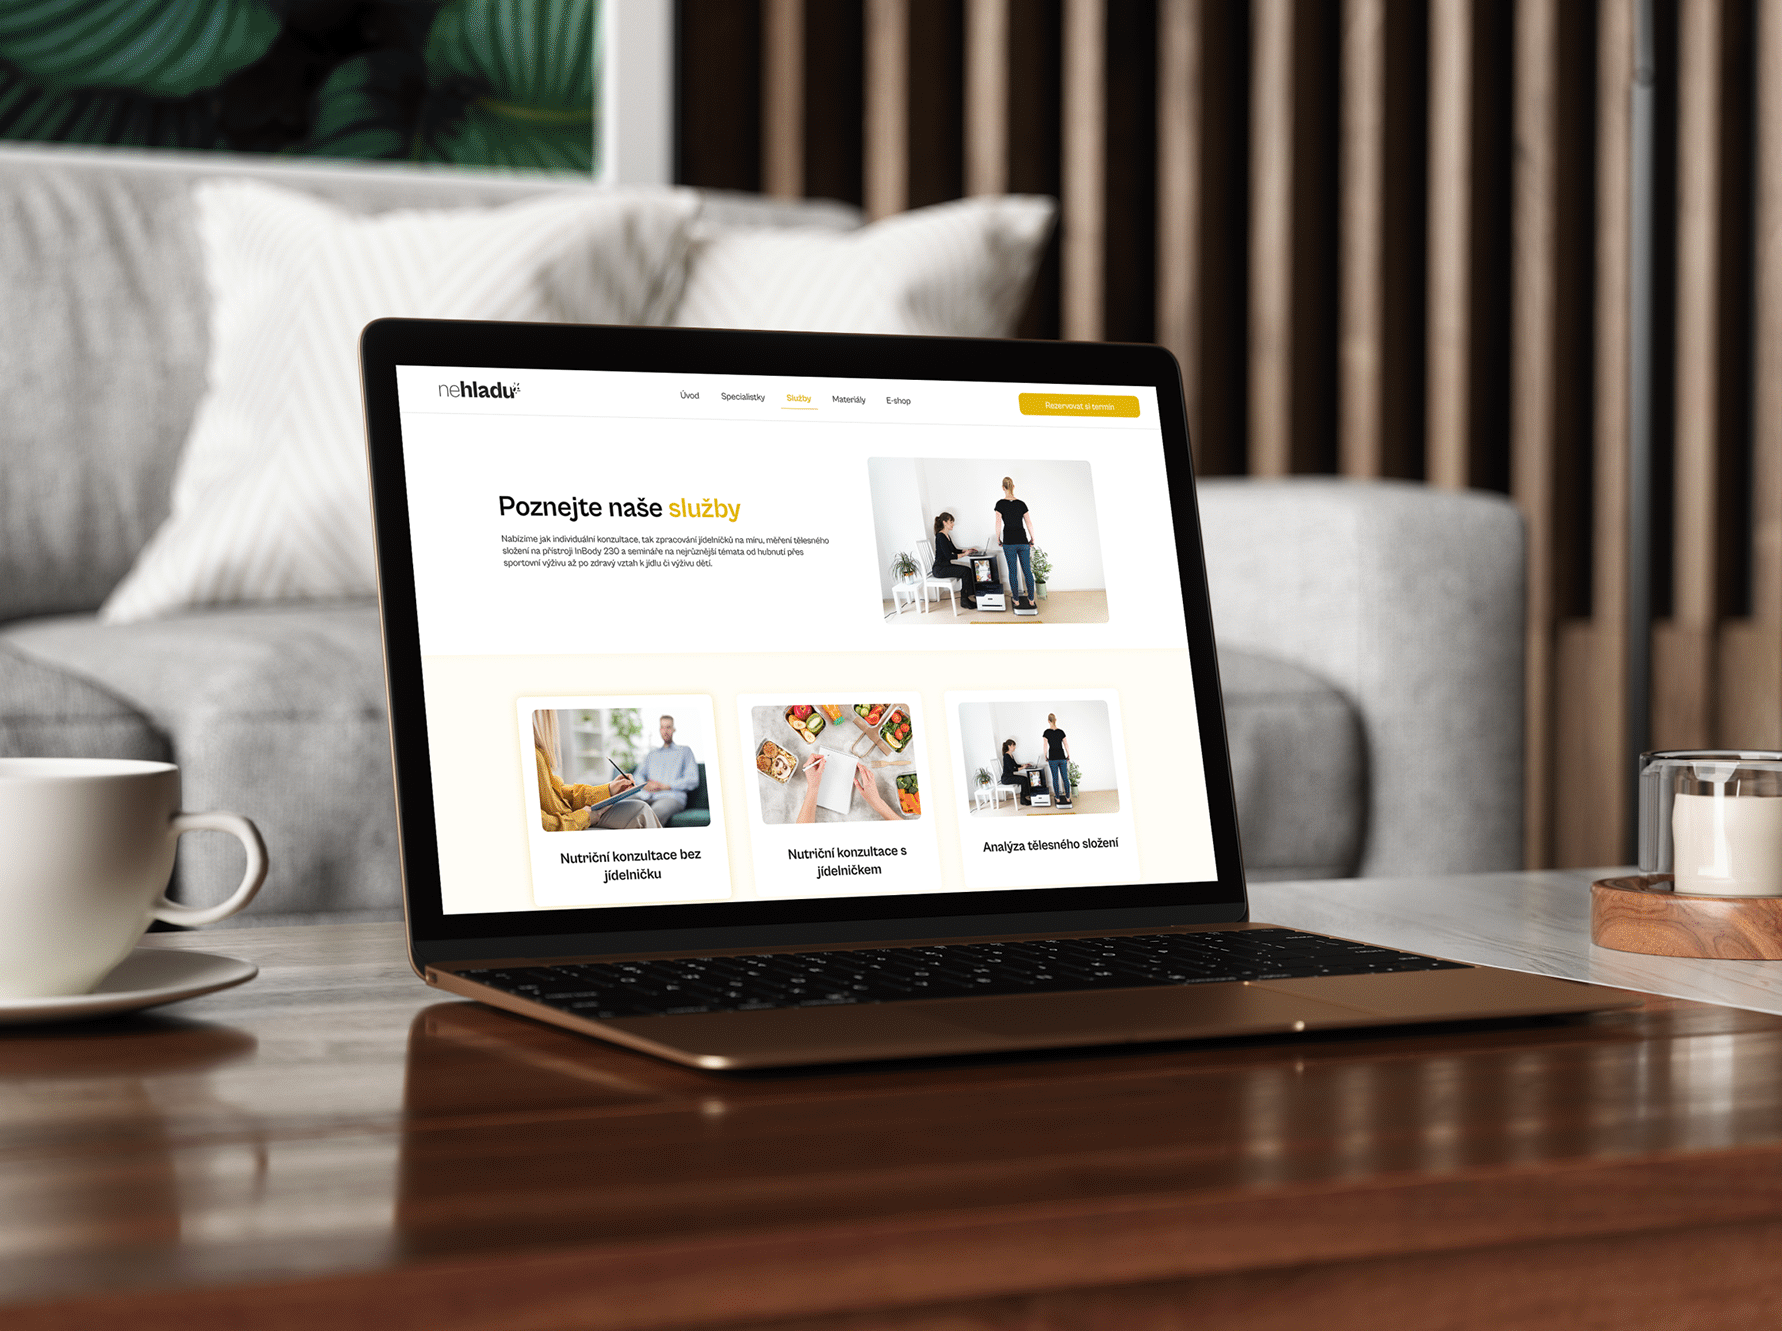 nehladu
Úvod Specialistky Služby Materiály E-shop
Rezervovat si termín
Poznejte naše služby
Nabízíme jak individuální konzultace, tak zpracování jídelníčků na míru, měření tělesného
složení na přístroji InBody 230 a semináře na nejrůznější témata od hubnutí přes
sportovní výživu až po zdravý vztah k jídlu či výživu dětí.
Nutriční konzultace bez
jídelníčku
Nutriční konzultace s
jídelníčkem
Analýza tělesného složení